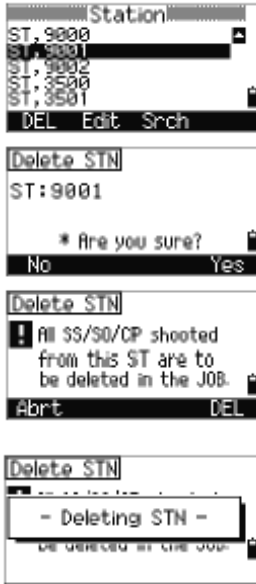 Station
ST, 9000
ST, 9001
ST, 9002
ST, 3500
ST, 3501
DEL Edit Srch
Delete STN
ST:9001
* Are you sure?
No Yes
Delete STN
! All SS/SO/CP shooted
from this ST are to
be deleted in the JOB.
Abrt DEL
Delete STN
- Deleting STN -
be deleted in the JOB.